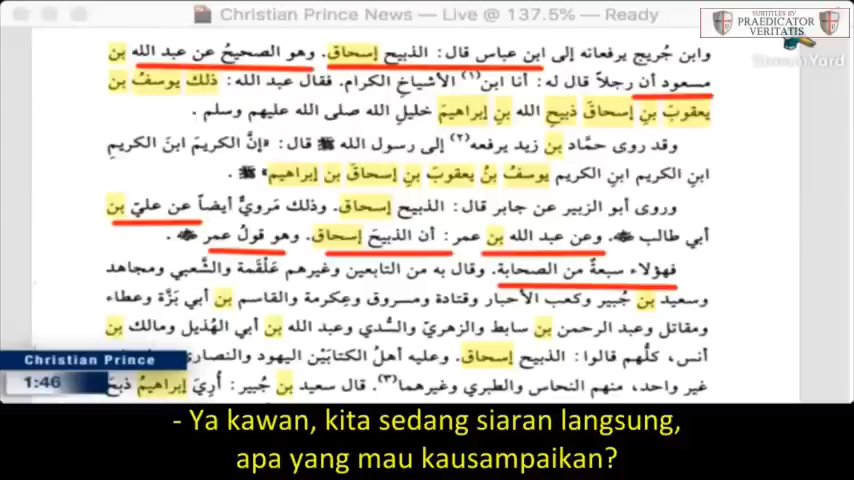 Christian Prince News — Live @ 137.5% — Ready
SUBTITLES BY
PRAEDICATOR
VERITATIS
Yard
وابن جُريج يرفعانه إلى ابن عباس قال: الذبيح إسحاق. وهو الصحيحُ عن عبد الله بن
مسعود أن رجلاً قال له: أنا ابن(١) الأشياخ الكرام. فقال عبد الله: ذلك يوسفُ بن
يعقوبَ بنِ إسحاقَ ذبيحِ الله بنِ إبراهيمَ خليلِ الله صلى الله عليهم وسلم.
وقد روى حمَّاد بن زيد يرفعه(٢) إلى رسول الله ﷺ قال: «إنَّ الكريمَ ابنَ الكريمِ
ابنِ الكريمِ ابنِ الكريم يوسفُ بنُ يعقوبَ بنِ إسحاقَ بن إبراهيم» ﷺ.
وروى أبو الزبير عن جابر قال: الذبيح إسحاق. وذلك مَرويٌّ أيضاً عن عليّ بن
أبي طالب ﵁. وعن عبد الله بن عمر: أن الذبيحَ إسحاق. وهو قولُ عمر ﵁.
فهؤلاء سبعةٌ من الصحابة. وقال به من التابعين وغيرهم عَلْقمة والشَّعبي ومجاهد
وسعيد بن جُبير وكعب الأحبار وقتادة ومسروق وعِكرمة والقاسم بن أبي بَزَّة وعطاء
ومقاتل وعبد الرحمن بن سابط والزهريّ والسُّدي وعبد الله بن أبي الهُذيل ومالك بن
أنس، كلُّهم قالوا: الذبيح إسحاق. وعليه أهلُ الكتابَيْن اليهود والنصارى
غير واحد، منهم النحاس والطبري وغيرهما(٣). قال سعيد بن جُبير: أُرِيَ إبراهيمُ ذبحَ
Christian Prince
1:46
- Ya kawan, kita sedang siaran langsung,
apa yang mau kausampaikan?